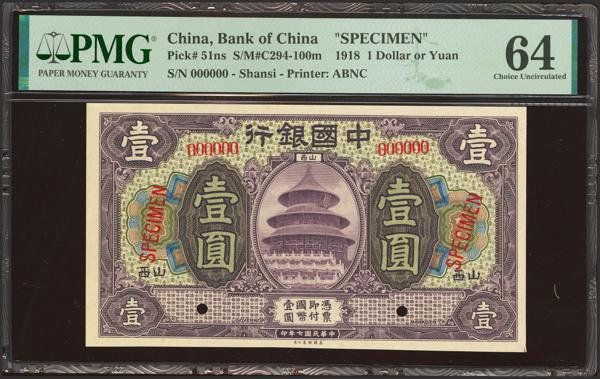 PMG
PAPER MONEY GUARANTY
China, Bank of China "SPECIMEN"
Pick# 51ns S/M#C294-100m 1918 1 Dollar or Yuan
S/N 000000 - Shansi - Printer: ABNC
64
Choice Uncirculated
行銀國中
壹
壹
000000
000000
西山
壹圓
壹圓
SPECIMEN
SPECIMEN
西山
西山
憑票
即付
國幣
壹圓
壹
壹
印年七國民華中